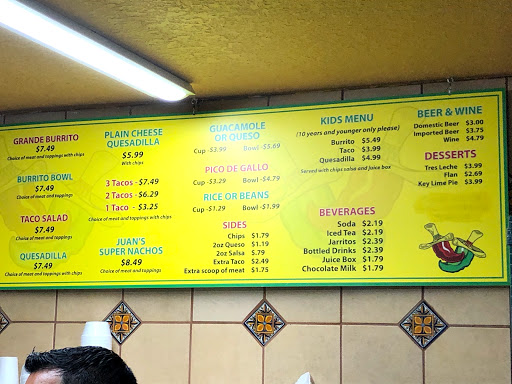 GRANDE BURRITO
$7.49
Choice of meat and toppings with chips
BURRITO BOWL
$7.49
Choice of meat and toppings
TACO SALAD
$7.49
Choice of meat and toppings with chips
QUESADILLA
$7.49
Choice of meat and toppings with chips
PLAIN CHEESE
QUESADILLA
$5.99
With chips
3 Tacos -$7.49
2 Tacos -$6.29
1 Taco - $3.25
Choice of meat and toppings with chips
JUAN'S
SUPER NACHOS
$8.49
Choice of meat and toppings
GUACAMOLE
OR QUESO
Cup -$3.99 Bowl -$5.69
PICO DE GALLO
Cup -$3.29 Bowl -$4.79
RICE OR BEANS
Cup -$1.29 Bowl -$1.99
SIDES
Chips $1.79
2oz Queso $1.19
2oz Salsa $.79
Extra Taco $2.49
Extra scoop of meat $1.75
KIDS MENU
(10 years and younger only please)
Burrito $5.49
Taco $3.99
Quesadilla $4.99
Served with chips salsa and juice box
BEVERAGES
Soda $2.19
Iced Tea $2.19
Jarritos $2.39
Bottled Drinks $2.39
Juice Box $1.79
Chocolate Milk $1.79
BEER & WINE
Domestic Beer $3.00
Imported Beer $3.75
Wine $4.79
DESSERTS
Tres Leche $3.99
Flan $2.69
Key Lime Pie $3.99